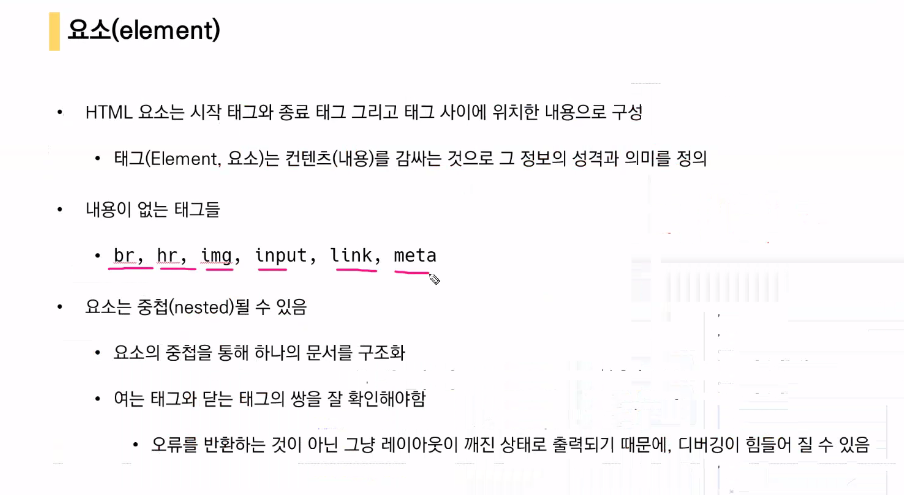 요소(element)
• HTML 요소는 시작 태그와 종료 태그 그리고 태그 사이에 위치한 내용으로 구성
• 태그(Element, 요소)는 컨텐츠(내용)를 감싸는 것으로 그 정보의 성격과 의미를 정의
• 내용이 없는 태그들
• br, hr, img, input, link, meta
• 요소는 중첩(nested)될 수 있음
• 요소의 중첩을 통해 하나의 문서를 구조화
• 여는 태그와 닫는 태그의 쌍을 잘 확인해야함
• 오류를 반환하는 것이 아닌 그냥 레이아웃이 깨진 상태로 출력되기 때문에, 디버깅이 힘들어 질 수 있음